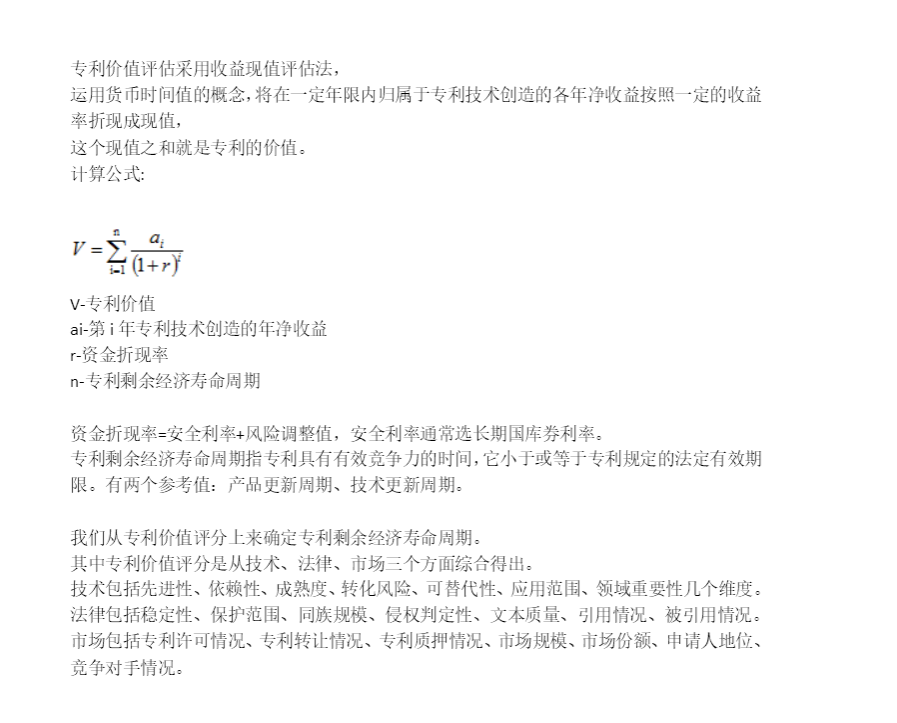 专利价值评估采用收益现值评估法，
运用货币时间值的概念，将在一定年限内归属于专利技术创造的各年净收益按照一定的收益
率折现成现值，
这个现值之和就是专利的价值。
计算公式:
V = \sum_{i=1}^{n} \frac{a_i}{(1+r)^i}
V-专利价值
ai-第 i 年专利技术创造的年净收益
r-资金折现率
n-专利剩余经济寿命周期
资金折现率=安全利率+风险调整值，安全利率通常选长期国库券利率。
专利剩余经济寿命周期指专利具有有效竞争力的时间，它小于或等于专利规定的法定有效期
限。有两个参考值：产品更新周期、技术更新周期。
我们从专利价值评分上来确定专利剩余经济寿命周期。
其中专利价值评分是从技术、法律、市场三个方面综合得出。
技术包括先进性、依赖性、成熟度、转化风险、可替代性、应用范围、领域重要性几个维度。
法律包括稳定性、保护范围、同族规模、侵权判定性、文本质量、引用情况、被引用情况。
市场包括专利许可情况、专利转让情况、专利质押情况、市场规模、市场份额、申请人地位、
竞争对手情况。